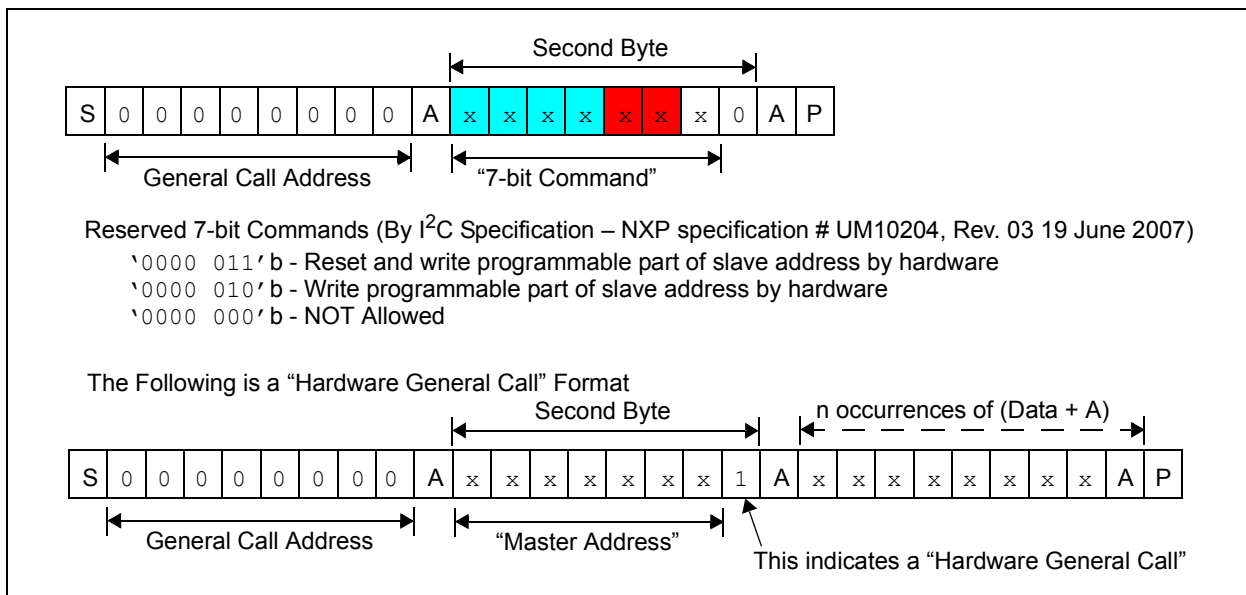 Second Byte
S 0 0 0 0 0 0 0 0 A x x x x x x x 0 A P
General Call Address "7-bit Command"
Reserved 7-bit Commands (By I²C Specification – NXP specification # UM10204, Rev. 03 19 June 2007)
‘0000 011’b - Reset and write programmable part of slave address by hardware
‘0000 010’b - Write programmable part of slave address by hardware
‘0000 000’b - NOT Allowed
The Following is a “Hardware General Call” Format
Second Byte n occurrences of (Data + A)
S 0 0 0 0 0 0 0 0 A x x x x x x x 1 A x x x x x x x x A P
General Call Address “Master Address”
This indicates a “Hardware General Call”